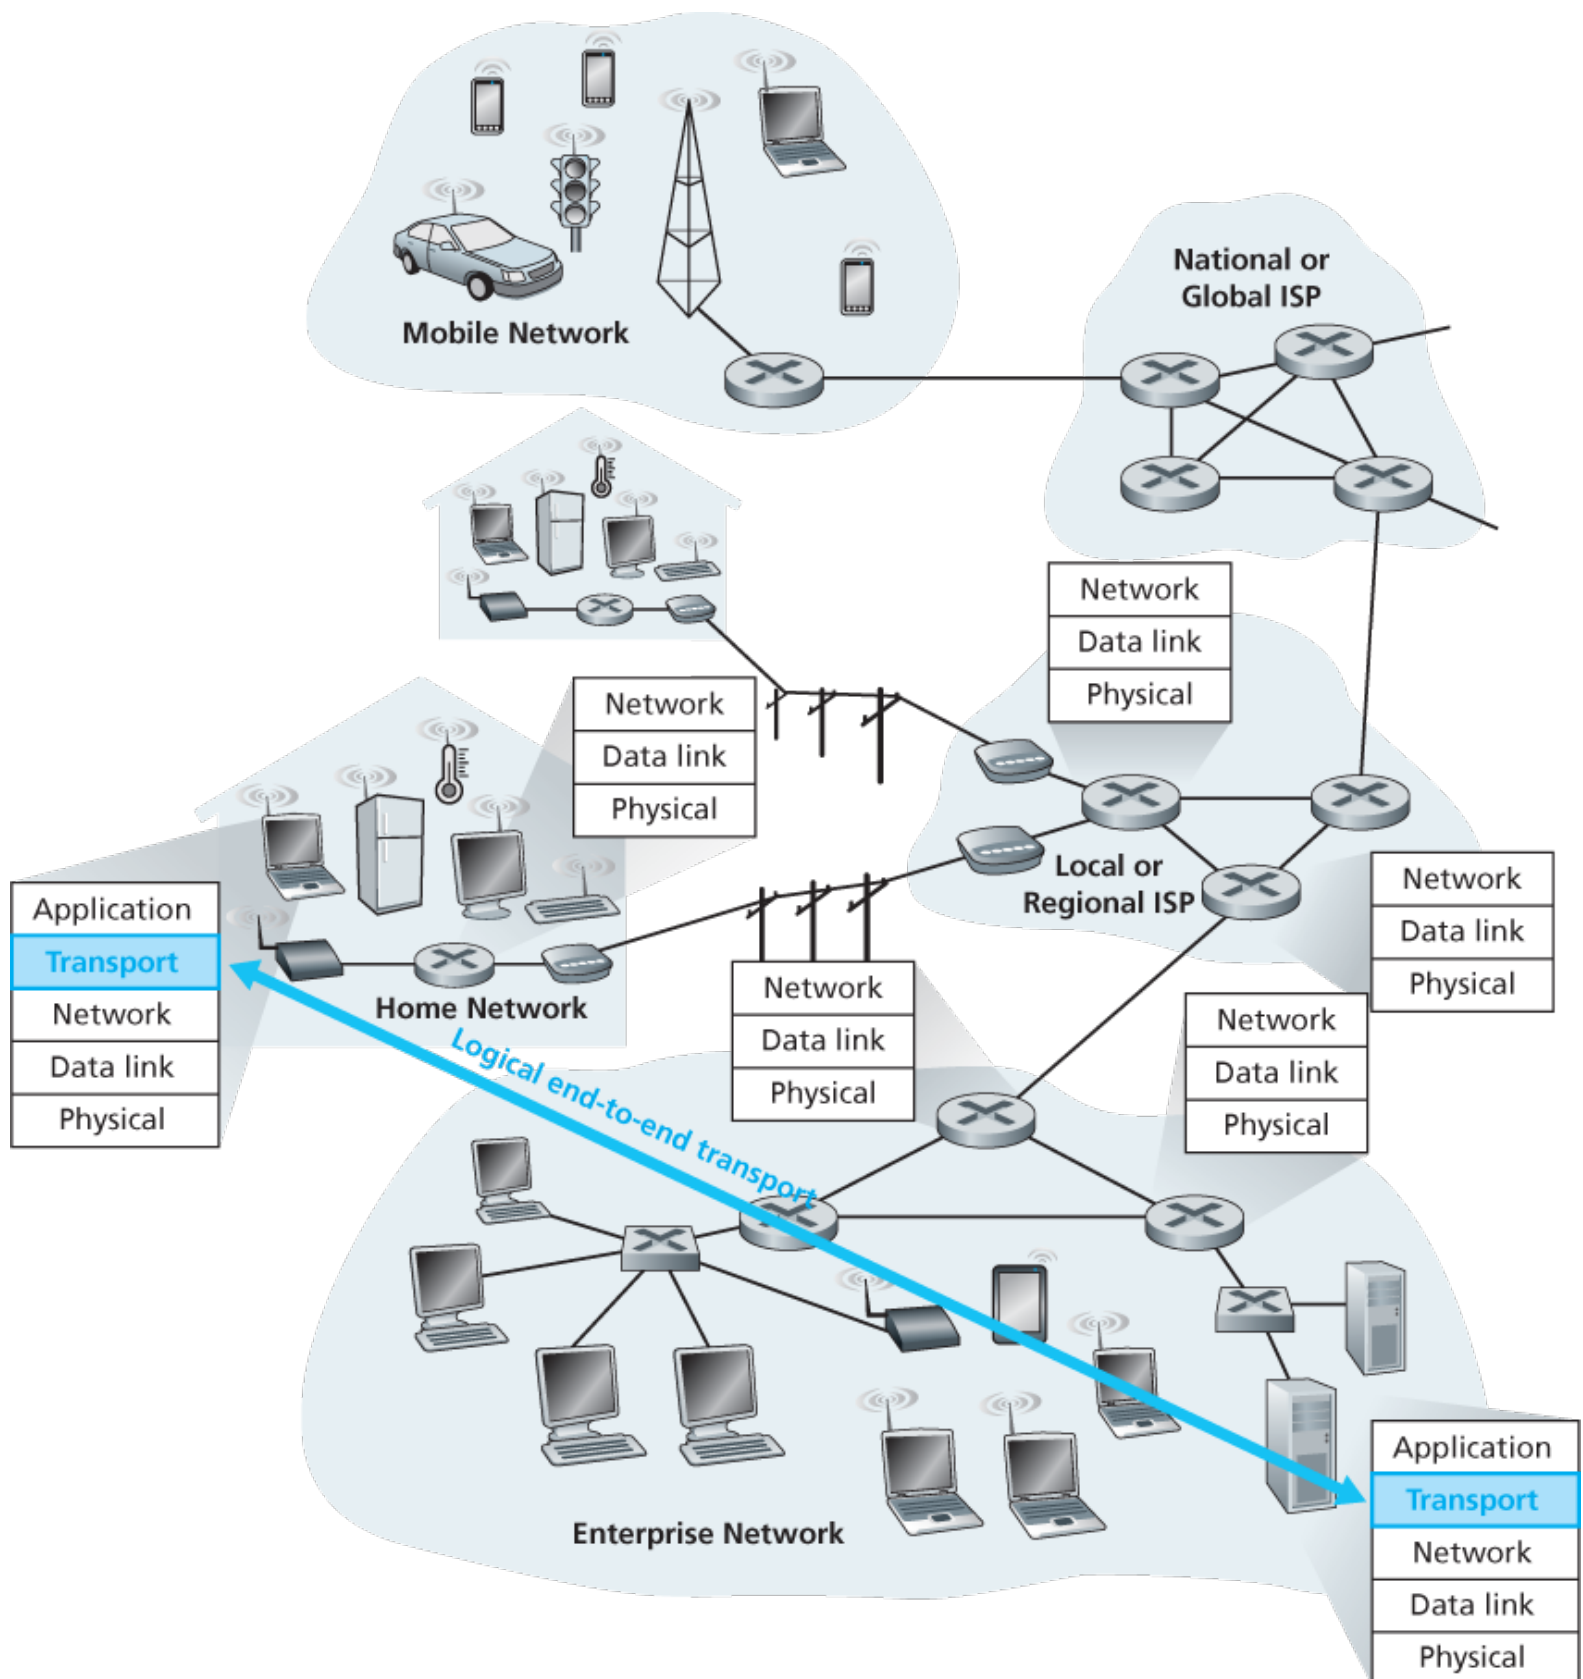 Mobile Network
National or
Global ISP
Network
Data link
Physical
Network
Data link
Physical
Local or
Regional ISP
Network
Data link
Physical
Application
Transport
Network
Data link
Physical
Home Network
Network
Data link
Physical
Network
Data link
Physical
Logical end-to-end transport
Enterprise Network
Application
Transport
Network
Data link
Physical